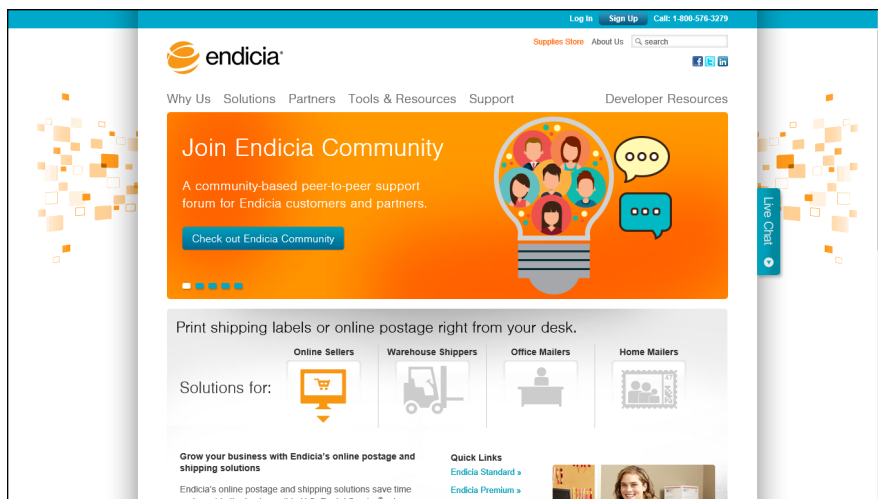 Log In Sign Up Call: 1-800-576-3279
Supplies Store About Us search
endicia
Why Us Solutions Partners Tools & Resources Support Developer Resources
Join Endicia Community
A community-based peer-to-peer support
forum for Endicia customers and partners.
Check out Endicia Community
Live Chat
Print shipping labels or online postage right from your desk.
Online Sellers Warehouse Shippers Office Mailers Home Mailers
Solutions for:
Grow your business with Endicia's online postage and
shipping solutions
Endicia's online postage and shipping solutions save time
Quick Links
Endicia Standard »
Endicia Premium »